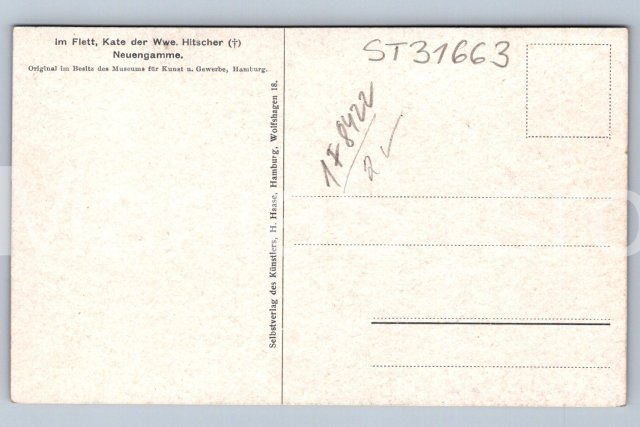 Im Flett, Kate der Wwe. Hitscher (†)
Neuengamme.
Original im Besitz des Museums für Kunst u. Gewerbe, Hamburg.
Selbstverlag des Künstlers, H. Haase, Hamburg, Wolfshagen 18.
ST31663
178422